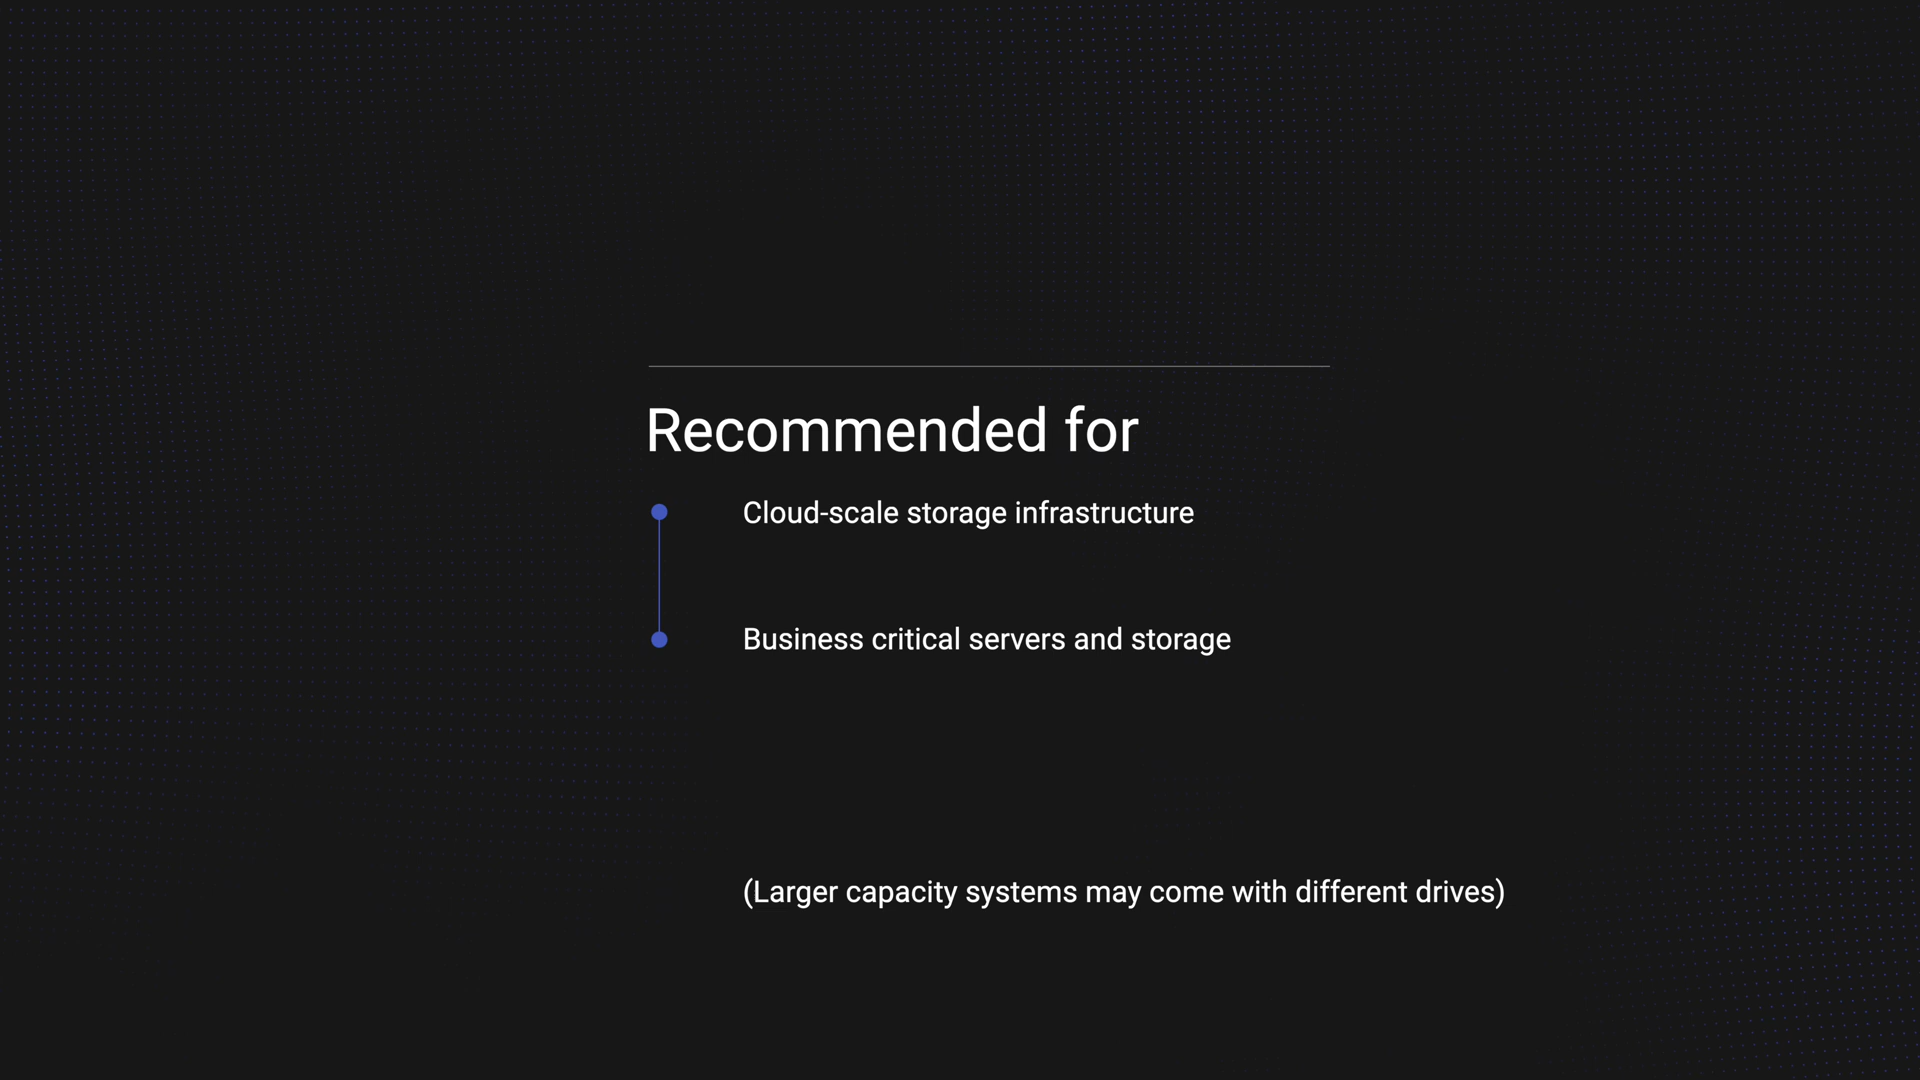 Recommended for
Cloud-scale storage infrastructure
Business critical servers and storage
(Larger capacity systems may come with different drives)